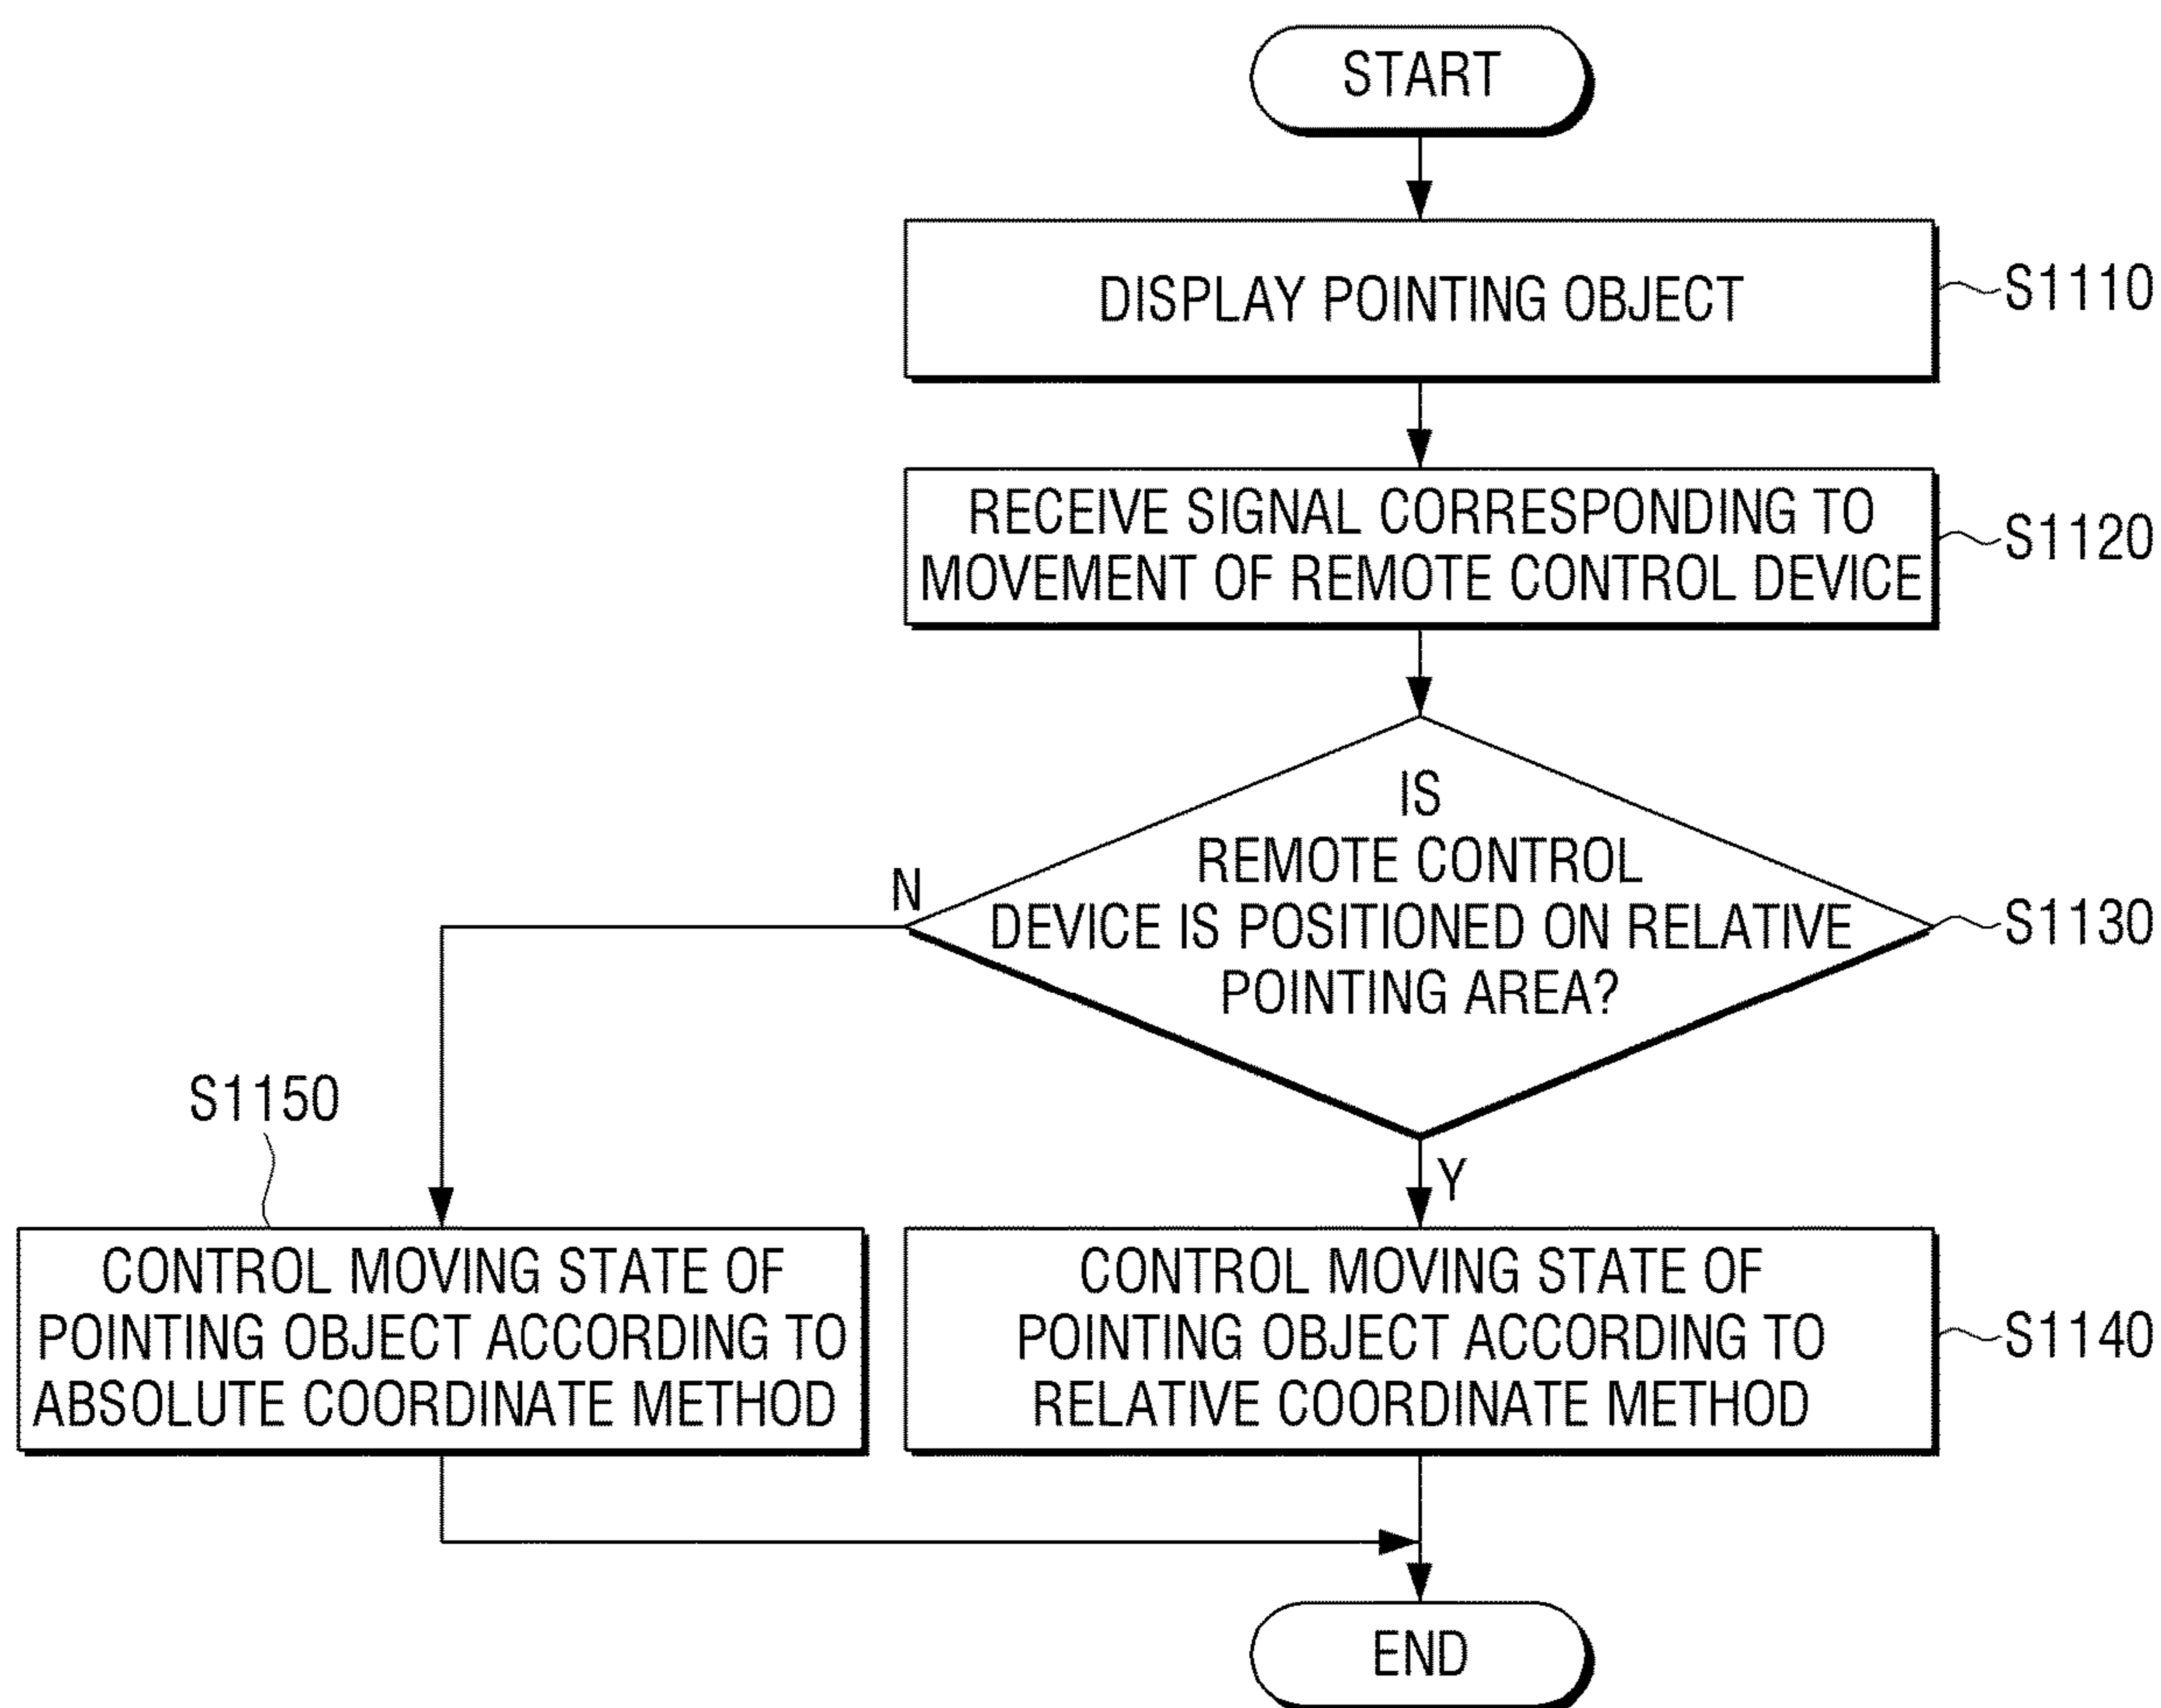 START
DISPLAY POINTING OBJECT
S1110
RECEIVE SIGNAL CORRESPONDING TO
MOVEMENT OF REMOTE CONTROL DEVICE
S1120
IS
REMOTE CONTROL
DEVICE IS POSITIONED ON RELATIVE
POINTING AREA?
S1130
N
Y
S1150
CONTROL MOVING STATE OF
POINTING OBJECT ACCORDING TO
ABSOLUTE COORDINATE METHOD
CONTROL MOVING STATE OF
POINTING OBJECT ACCORDING TO
RELATIVE COORDINATE METHOD
S1140
END